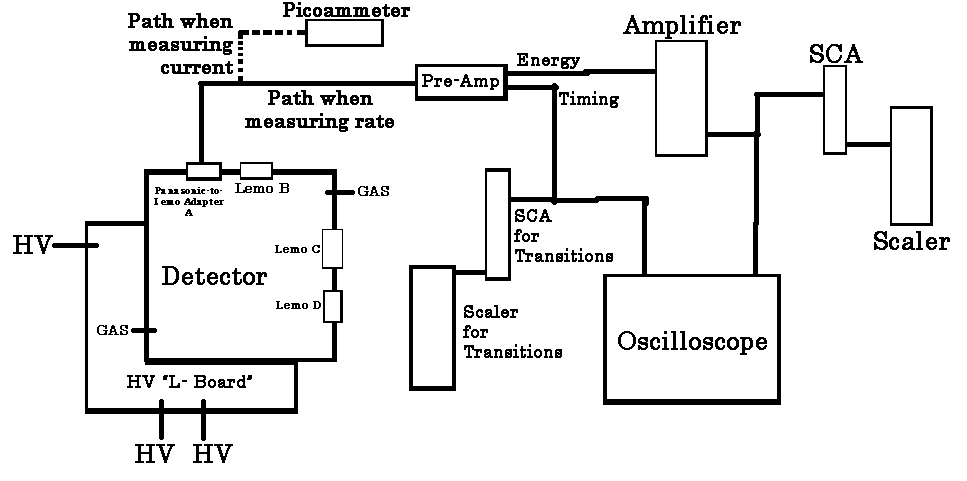 Picoammeter
Path when
measuring
current
Amplifier
SCA
Energy
Pre-Amp
Timing
Path when
measuring rate
Panasonic-to-
Lemo Adapter
A
Lemo B
GAS
SCA
for
Transitions
Scaler
HV
Lemo C
Detector
Lemo D
GAS
Scaler
for
Transitions
Oscilloscope
HV "L- Board"
HV
HV